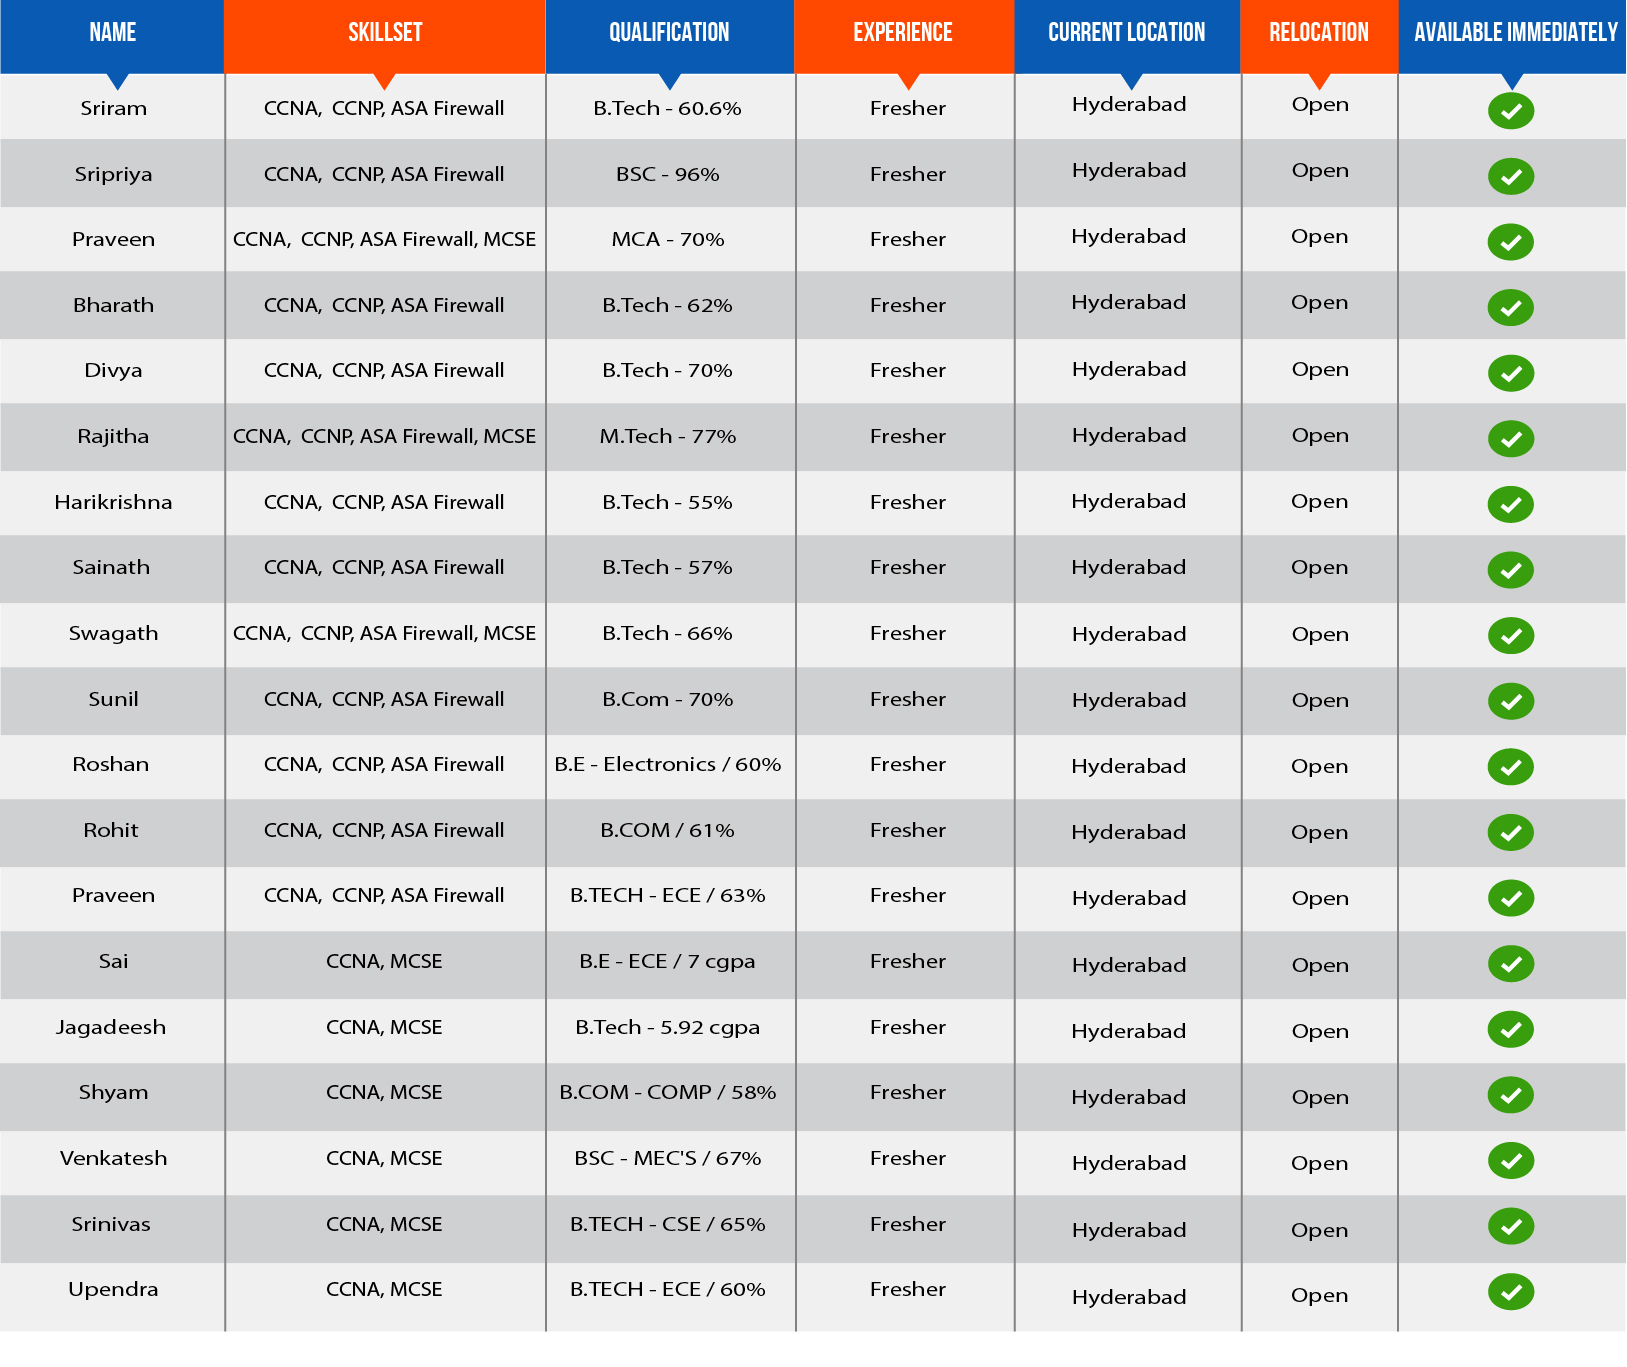 NAME SKILLSET QUALIFICATION EXPERIENCE CURRENT LOCATION RELOCATION AVAILABLE IMMEDIATELY
Sriram CCNA, CCNP, ASA Firewall B.Tech - 60.6% Fresher Hyderabad Open
Sripriya CCNA, CCNP, ASA Firewall BSC - 96% Fresher Hyderabad Open
Praveen CCNA, CCNP, ASA Firewall, MCSE MCA - 70% Fresher Hyderabad Open
Bharath CCNA, CCNP, ASA Firewall B.Tech - 62% Fresher Hyderabad Open
Divya CCNA, CCNP, ASA Firewall B.Tech - 70% Fresher Hyderabad Open
Rajitha CCNA, CCNP, ASA Firewall, MCSE M.Tech - 77% Fresher Hyderabad Open
Harikrishna CCNA, CCNP, ASA Firewall B.Tech - 55% Fresher Hyderabad Open
Sainath CCNA, CCNP, ASA Firewall B.Tech - 57% Fresher Hyderabad Open
Swagath CCNA, CCNP, ASA Firewall, MCSE B.Tech - 66% Fresher Hyderabad Open
Sunil CCNA, CCNP, ASA Firewall B.Com - 70% Fresher Hyderabad Open
Roshan CCNA, CCNP, ASA Firewall B.E - Electronics / 60% Fresher Hyderabad Open
Rohit CCNA, CCNP, ASA Firewall B.COM / 61% Fresher Hyderabad Open
Praveen CCNA, CCNP, ASA Firewall B.TECH - ECE / 63% Fresher Hyderabad Open
Sai CCNA, MCSE B.E - ECE / 7 cgpa Fresher Hyderabad Open
Jagadeesh CCNA, MCSE B.Tech - 5.92 cgpa Fresher Hyderabad Open
Shyam CCNA, MCSE B.COM - COMP / 58% Fresher Hyderabad Open
Venkatesh CCNA, MCSE BSC - MEC'S / 67% Fresher Hyderabad Open
Srinivas CCNA, MCSE B.TECH - CSE / 65% Fresher Hyderabad Open
Upendra CCNA, MCSE B.TECH - ECE / 60% Fresher Hyderabad Open